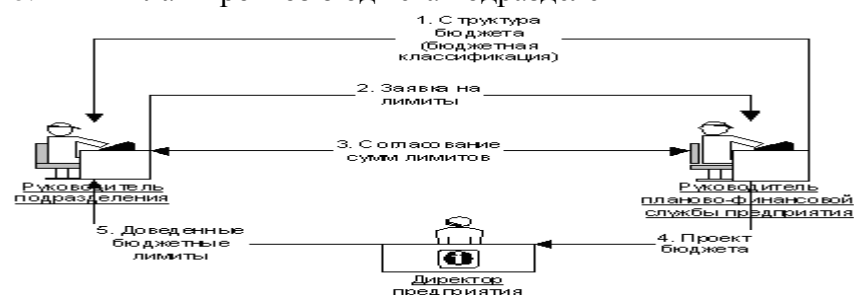 1. Структура
бюджета
(бюджетная
классификация)
2. Заявка на
лимиты
3. Согласование
сумм лимитов
Руководитель
подразделения
Руководитель
планово-финансовой
службы предприятия
5. Доведенные
бюджетные
лимиты
4. Проект
бюджета
Директор
предприятия